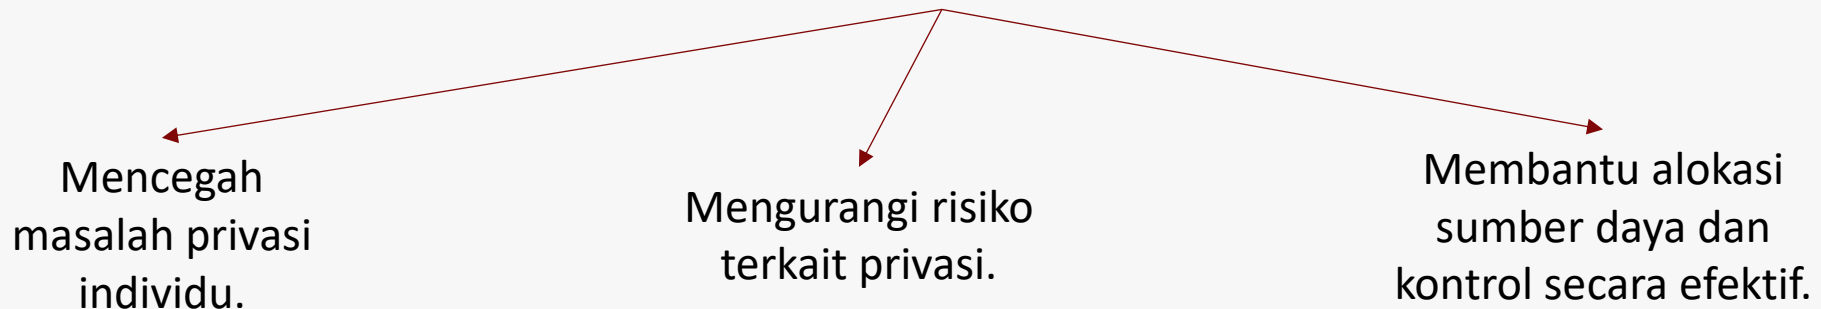 Mencegah
masalah privasi
individu.
Mengurangi risiko
terkait privasi.
Membantu alokasi
sumber daya dan
kontrol secara efektif.